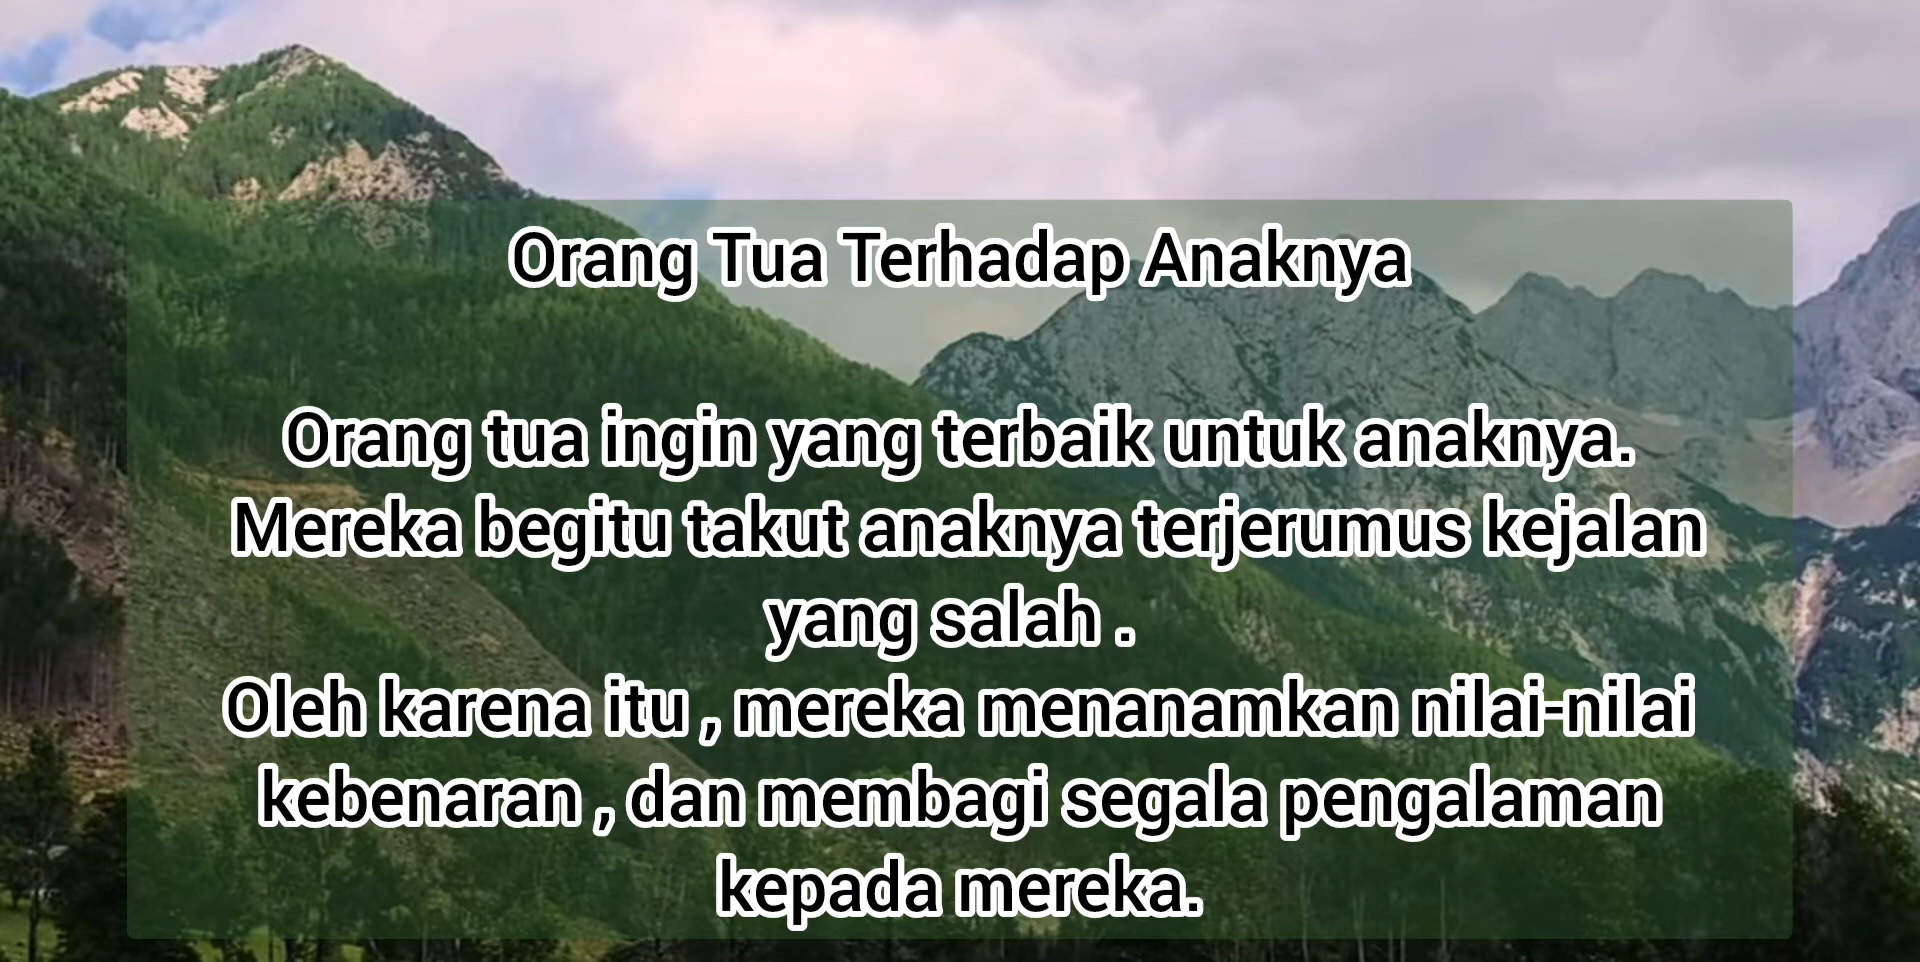 Orang Tua Terhadap Anaknya
Orang tua ingin yang terbaik untuk anaknya.
Mereka begitu takut anaknya terjerumus kejalan
yang salah .
Oleh karena itu , mereka menanamkan nilai-nilai
kebenaran , dan membagi segala pengalaman
kepada mereka.